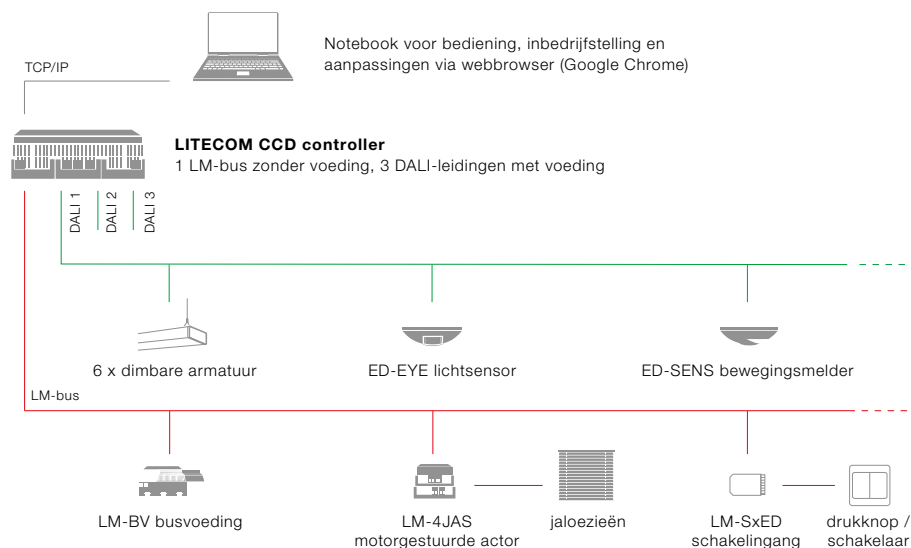 Notebook voor bediening, inbedrijfstelling en
aanpassingen via webbrowser (Google Chrome)
TCP/IP
LITECOM CCD controller
1 LM-bus zonder voeding, 3 DALI-leidingen met voeding
DALI 1
DALI 2
DALI 3
6 x dimbare armatuur
ED-EYE lichtsensor
ED-SENS bewegingsmelder
LM-bus
LM-BV busvoeding
LM-4JAS
motorgestuurde actor
jaloezieën
LM-SxED
schakelingang
drukknop /
schakelaar